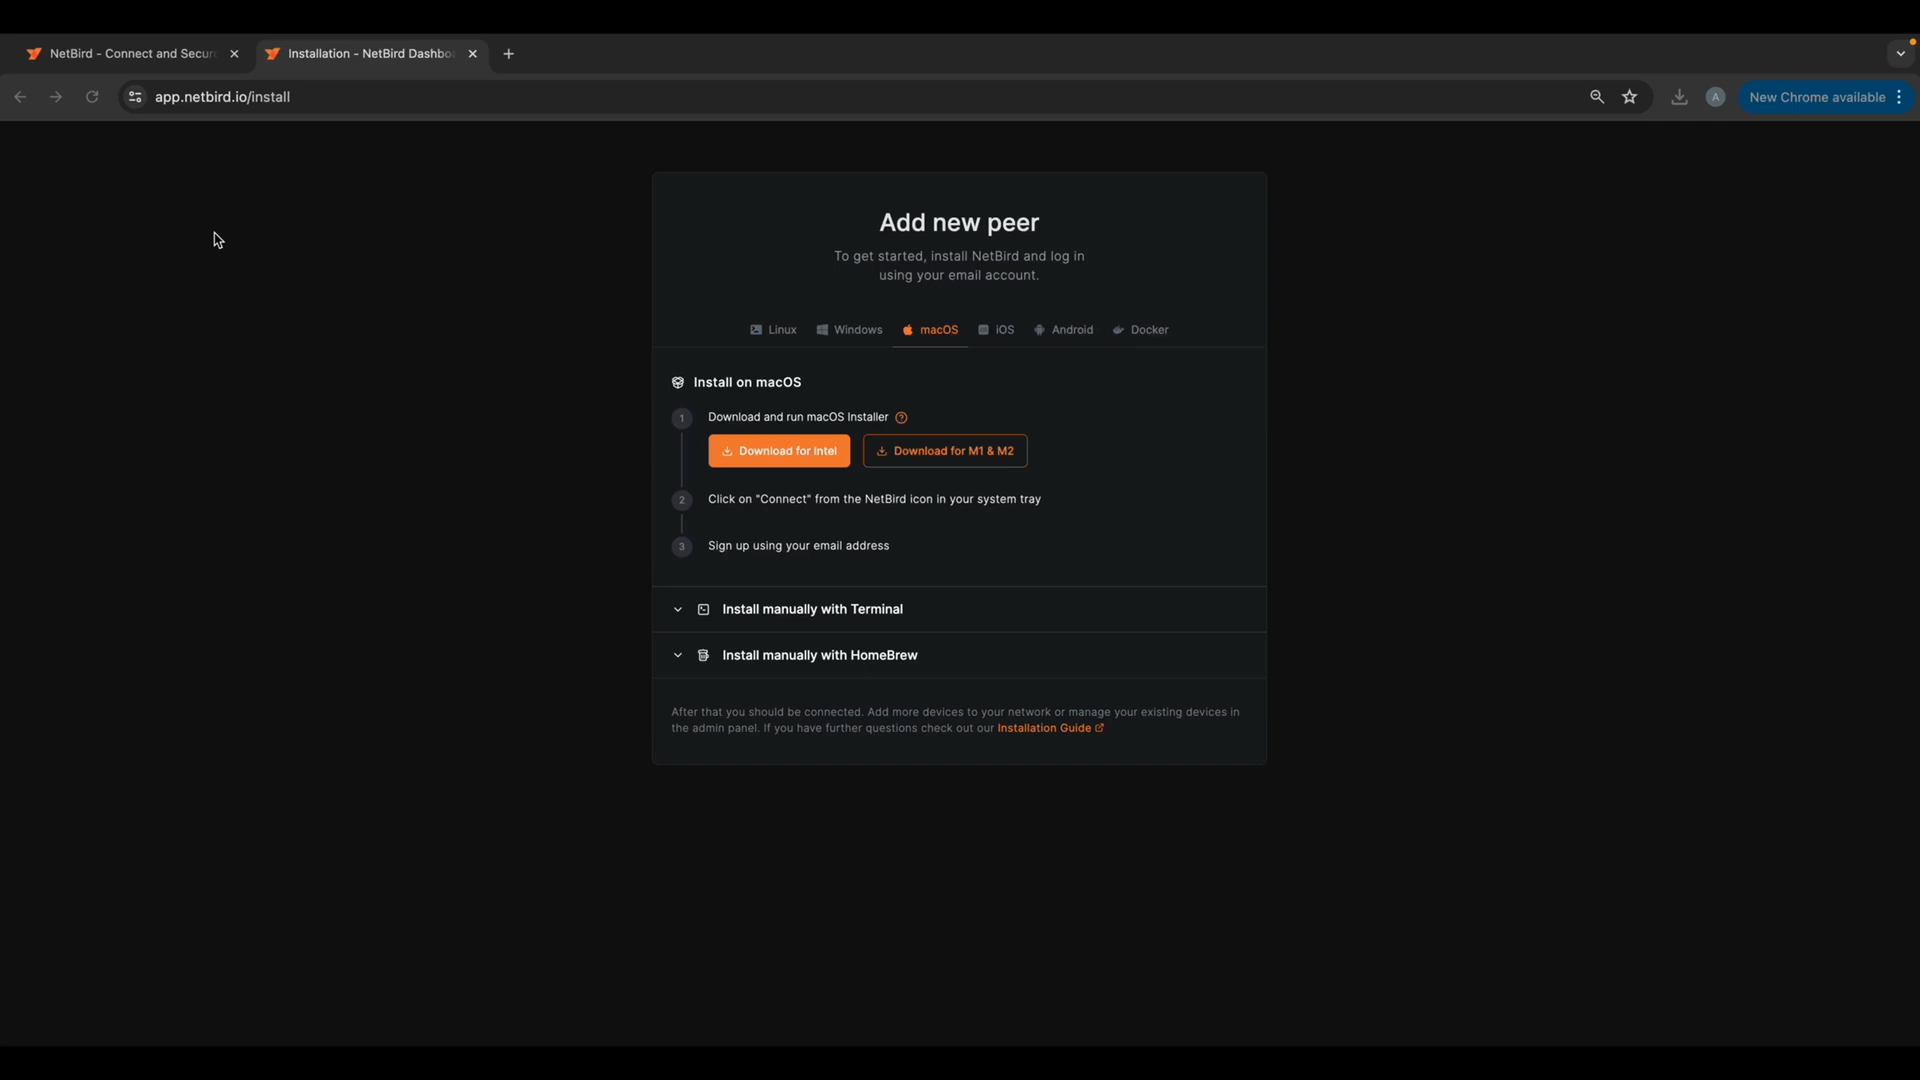 NetBird - Connect and Secur
Installation - NetBird Dashbo
app.netbird.io/install
A
New Chrome available
Add new peer
To get started, install NetBird and log in
using your email account.
Linux
Windows
macOS
iOS
Android
Docker
Install on macOS
1
Download and run macOS Installer
Download for Intel
Download for M1 & M2
2
Click on "Connect" from the NetBird icon in your system tray
3
Sign up using your email address
Install manually with Terminal
Install manually with HomeBrew
After that you should be connected. Add more devices to your network or manage your existing devices in
the admin panel. If you have further questions check out our Installation Guide